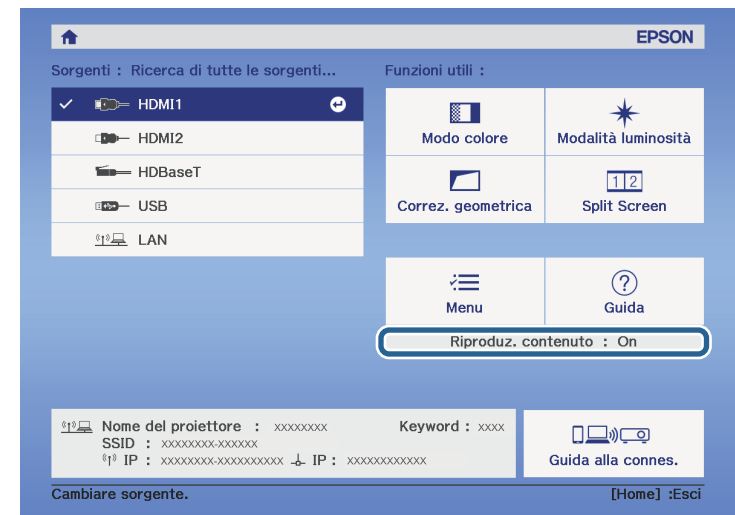 EPSON
Sorgenti : Ricerca di tutte le sorgenti...
HDMI1
HDMI2
HDBaseT
USB
LAN
Funzioni utili :
Modo colore
Modalità luminosità
Correz. geometrica
1 2
Split Screen
Menu
?
Guida
Riproduz. contenuto : On
Nome del proiettore : xxxxxxxx Keyword : xxxx
SSID : xxxxxxxx-xxxxxx
IP : xxxxxxxx-xxxxxxxxxx IP : xxxxxxxxxxxx
Guida alla connes.
Cambiare sorgente. [Home] :Esci